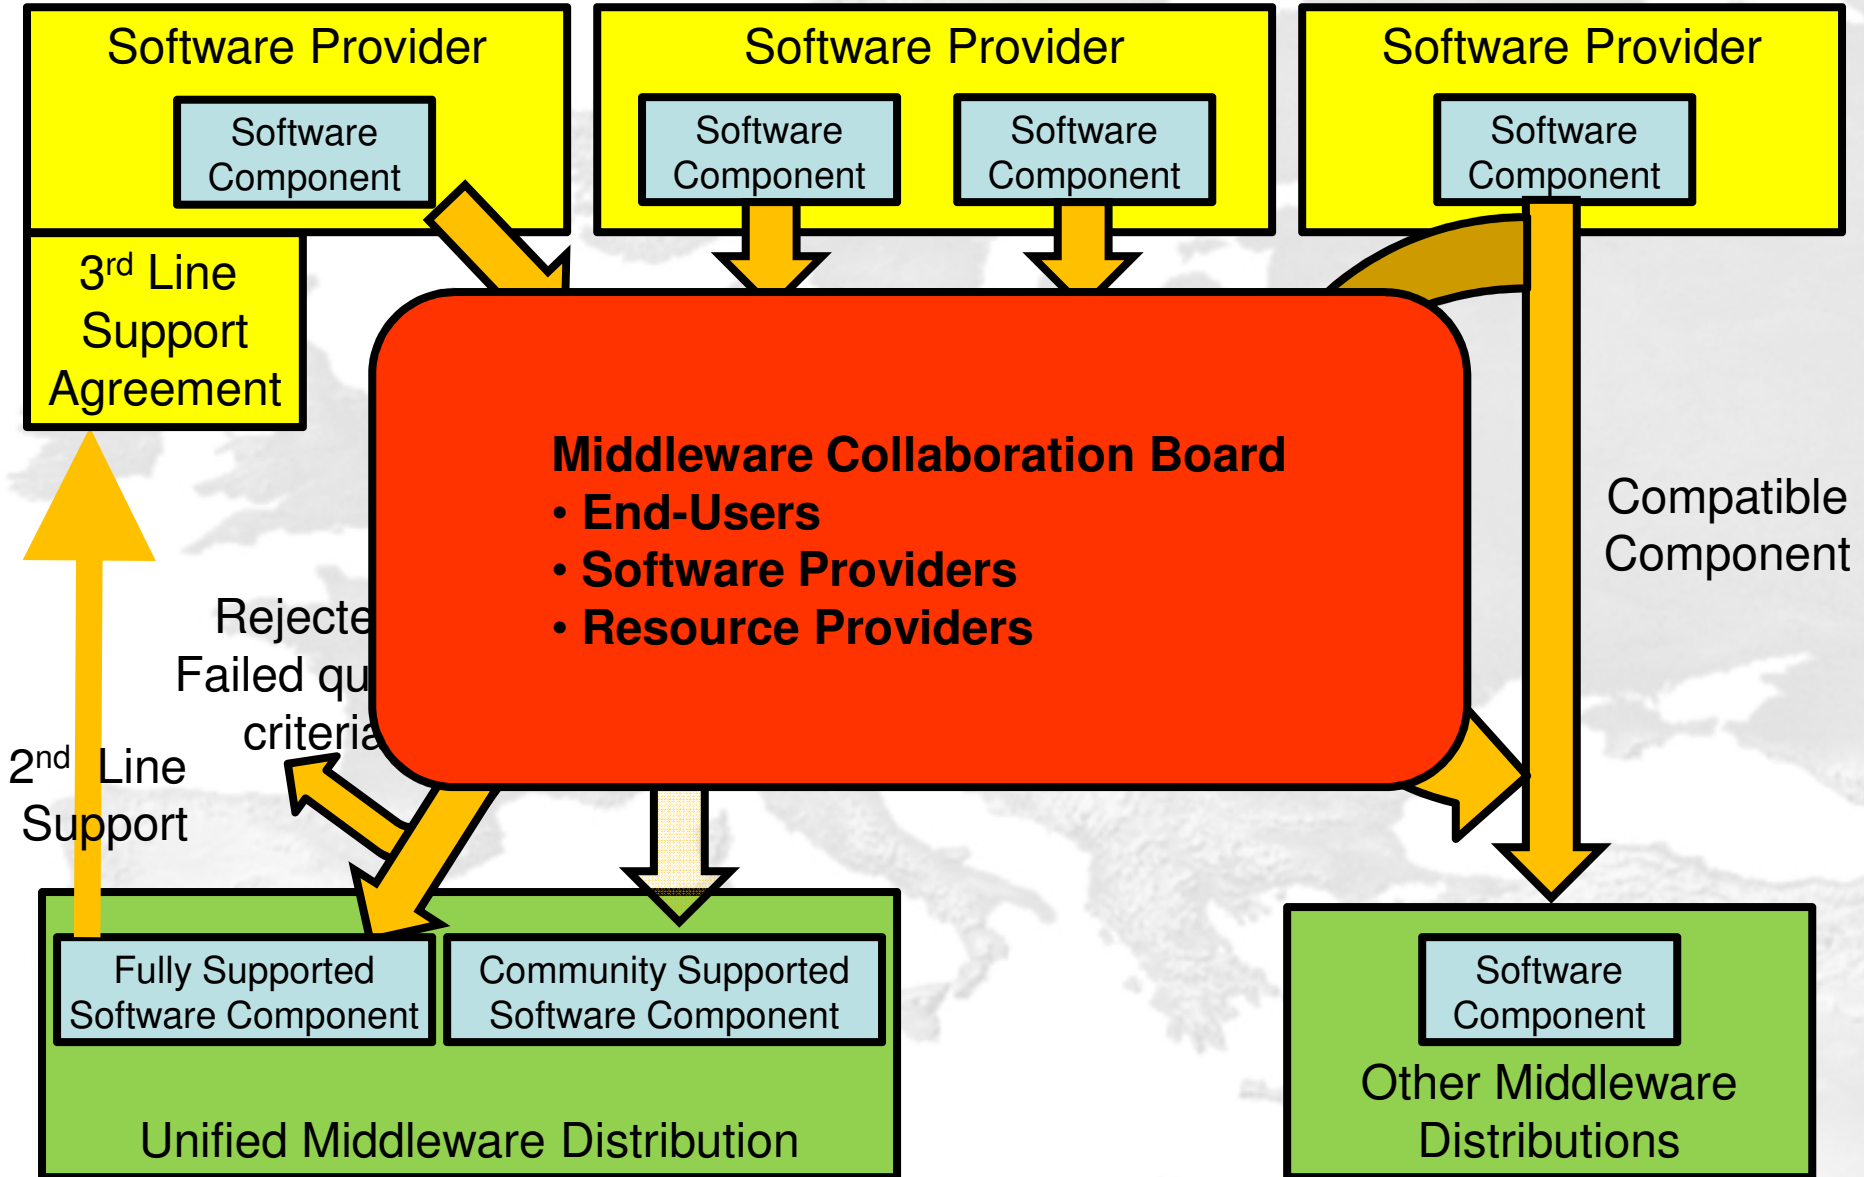 Software Provider
Software
Component
Software Provider
Software
Component
Software
Component
Software Provider
Software
Component
3rd Line
Support
Agreement
Middleware Collaboration Board
• End-Users
• Software Providers
• Resource Providers
Compatible
Component
Rejecte
Failed qu
criteria
2nd Line
Support
Fully Supported
Software Component
Community Supported
Software Component
Unified Middleware Distribution
Software
Component
Other Middleware
Distributions